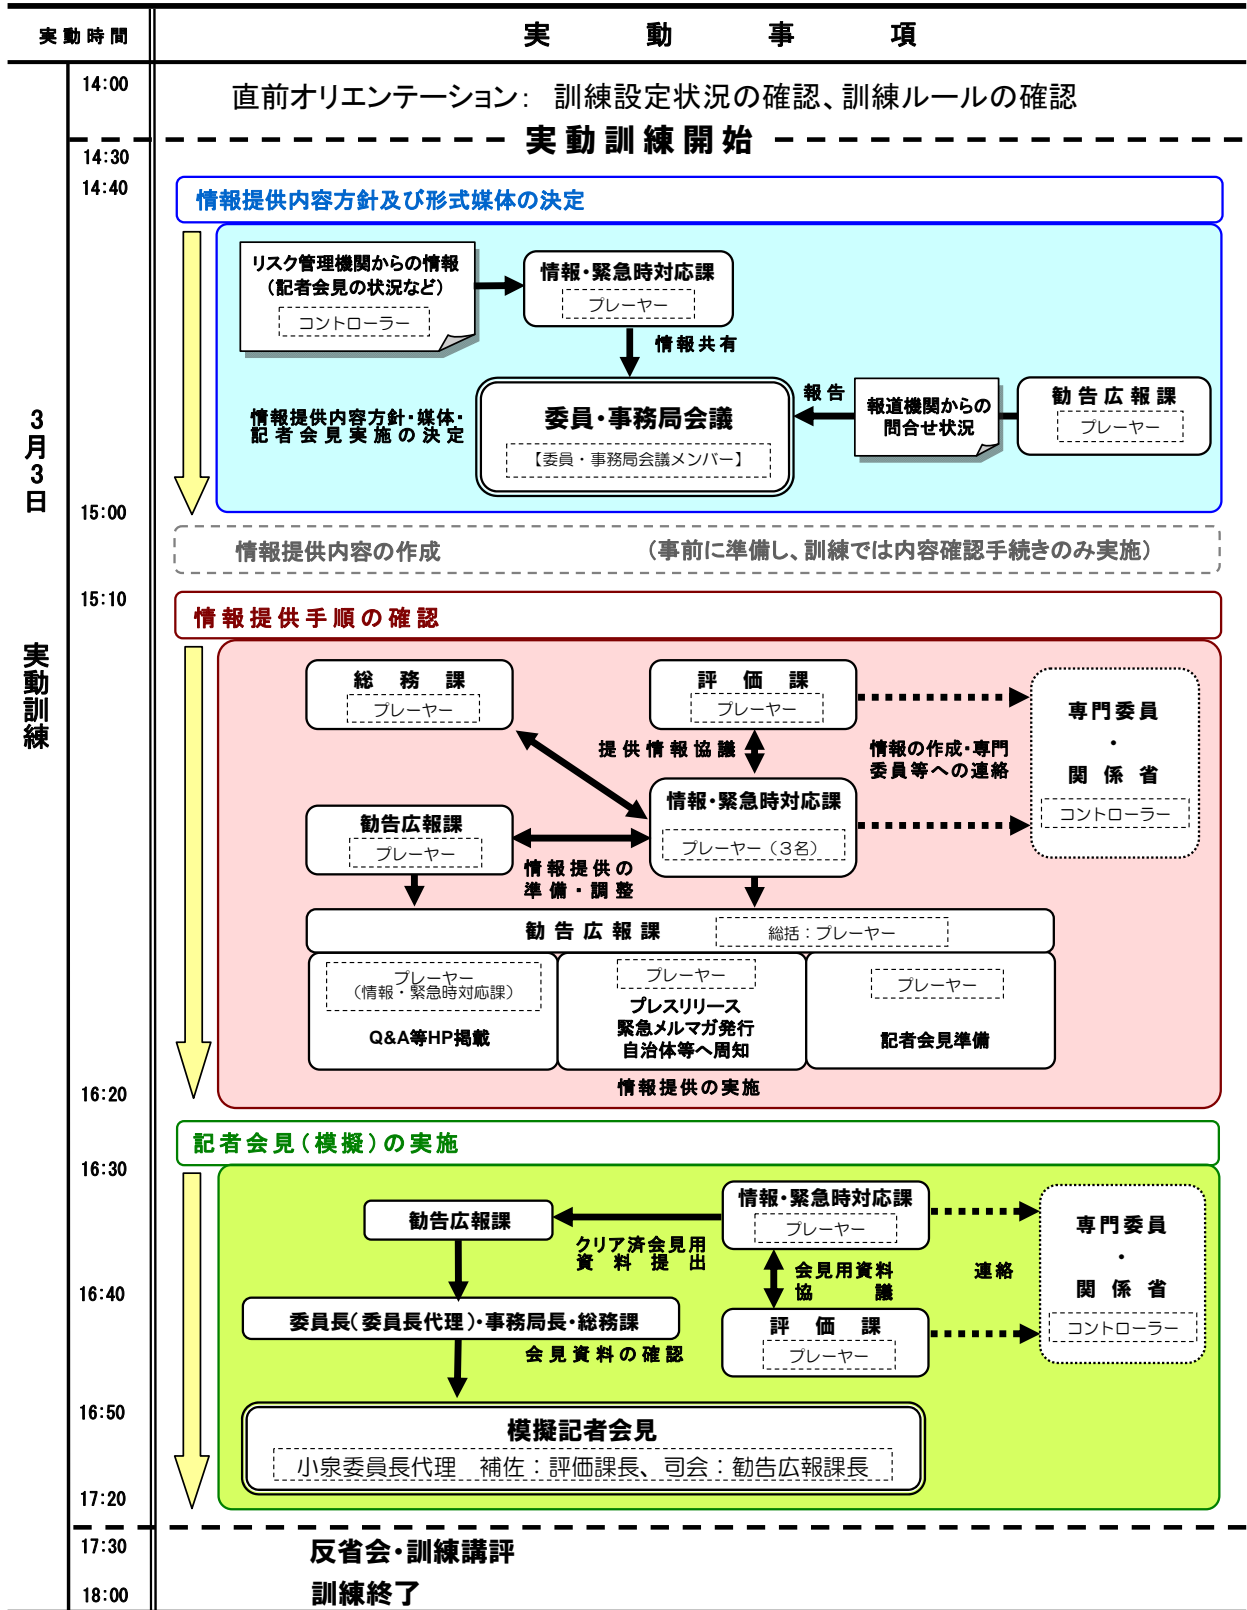 実動時間
実動事項
3月3日
実動訓練
14:00
直前オリエンテーション： 訓練設定状況の確認、訓練ルールの確認
実動訓練開始
14:30
14:40
情報提供内容方針及び形式媒体の決定
リスク管理機関からの情報
（記者会見の状況など）
コントローラー
情報・緊急時対応課
プレーヤー
情報共有
情報提供内容方針・媒体・
記者会見実施の決定
委員・事務局会議
【委員・事務局会議メンバー】
報告
報道機関からの
問合せ状況
勧告広報課
プレーヤー
15:00
情報提供内容の作成 （事前に準備し、訓練では内容確認手続きのみ実施）
15:10
情報提供手順の確認
総務課
プレーヤー
評価課
プレーヤー
専門委員
・
関係省
コントローラー
提供情報協議
情報の作成・専門
委員等への連絡
勧告広報課
プレーヤー
情報・緊急時対応課
プレーヤー（3名）
情報提供の
準備・調整
勧告広報課 総括：プレーヤー
プレーヤー
（情報・緊急時対応課）
Q&A等HP掲載
プレーヤー
プレスリリース
緊急メルマガ発行
自治体等へ周知
プレーヤー
記者会見準備
情報提供の実施
16:20
記者会見（模擬）の実施
16:30
勧告広報課
情報・緊急時対応課
プレーヤー
専門委員
・
関係省
コントローラー
クリア済会見用
資料提出
会見用資料
協議
連絡
16:40
委員長（委員長代理）・事務局長・総務課
評価課
プレーヤー
会見資料の確認
16:50
模擬記者会見
小泉委員長代理 補佐：評価課長、司会：勧告広報課長
17:20
17:30
反省会・訓練講評
18:00
訓練終了